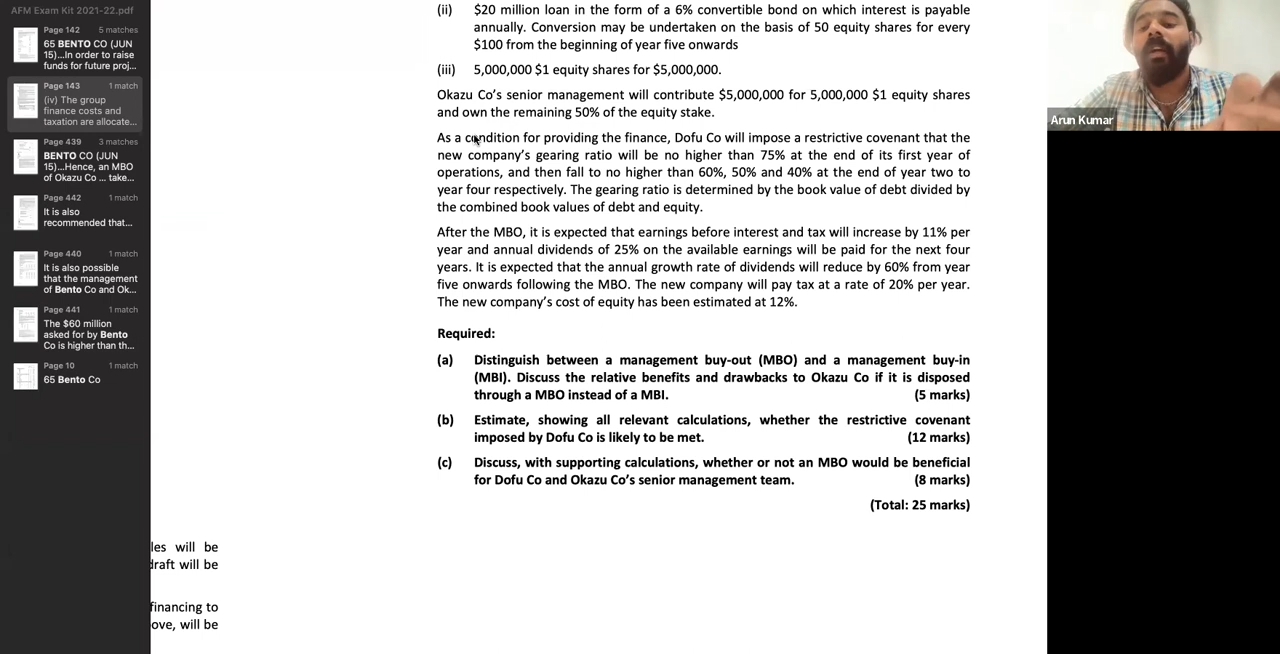 AFM Exam Kit 2021-22.pdf
Page 142 5 matches
65 BENTO CO (JUN
15)...In order to raise
funds for future proj...
Page 143 1 match
(iv) The group
finance costs and
taxation are allocate...
Page 439 3 matches
BENTO CO (JUN
15)...Hence, an MBO
of Okazu Co ... take...
Page 442 1 match
It is also
recommended that...
Page 440 1 match
It is also possible
that the management
of Bento Co and Ok...
Page 441 1 match
The $60 million
asked for by Bento
Co is higher than th...
Page 10 1 match
65 Bento Co
les will be
draft will be
financing to
ove, will be
(ii) $20 million loan in the form of a 6% convertible bond on which interest is payable
annually. Conversion may be undertaken on the basis of 50 equity shares for every
$100 from the beginning of year five onwards
(iii) 5,000,000 $1 equity shares for $5,000,000.
Okazu Co's senior management will contribute $5,000,000 for 5,000,000 $1 equity shares
and own the remaining 50% of the equity stake.
As a condition for providing the finance, Dofu Co will impose a restrictive covenant that the
new company's gearing ratio will be no higher than 75% at the end of its first year of
operations, and then fall to no higher than 60%, 50% and 40% at the end of year two to
year four respectively. The gearing ratio is determined by the book value of debt divided by
the combined book values of debt and equity.
After the MBO, it is expected that earnings before interest and tax will increase by 11% per
year and annual dividends of 25% on the available earnings will be paid for the next four
years. It is expected that the annual growth rate of dividends will reduce by 60% from year
five onwards following the MBO. The new company will pay tax at a rate of 20% per year.
The new company's cost of equity has been estimated at 12%.
Required:
(a) Distinguish between a management buy-out (MBO) and a management buy-in
(MBI). Discuss the relative benefits and drawbacks to Okazu Co if it is disposed
through a MBO instead of a MBI. (5 marks)
(b) Estimate, showing all relevant calculations, whether the restrictive covenant
imposed by Dofu Co is likely to be met. (12 marks)
(c) Discuss, with supporting calculations, whether or not an MBO would be beneficial
for Dofu Co and Okazu Co's senior management team. (8 marks)
(Total: 25 marks)
Arun Kumar